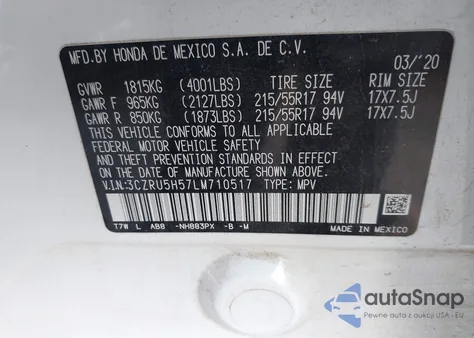 MFD.BY HONDA DE MEXICO S.A. DE C.V. 03/'20
GVWR 1815KG (4001LBS) TIRE SIZE RIM SIZE
GAWR F 965KG (2127LBS) 215/55R17 94V 17X7.5J
GAWR R 850KG (1873LBS) 215/55R17 94V 17X7.5J
THIS VEHICLE CONFORMS TO ALL APPLICABLE
FEDERAL MOTOR VEHICLE SAFETY AND
THEFT PREVENTION STANDARDS IN EFFECT ON THE
DATE OF MANUFACTURE SHOWN ABOVE.
V.I.N:3CZRU5H57LM710517 TYPE: MPV
T7W L AB8 -NH883PX -B -M MADE IN MEXICO
autoSnap
Pewne auta z aukcji USA - EU